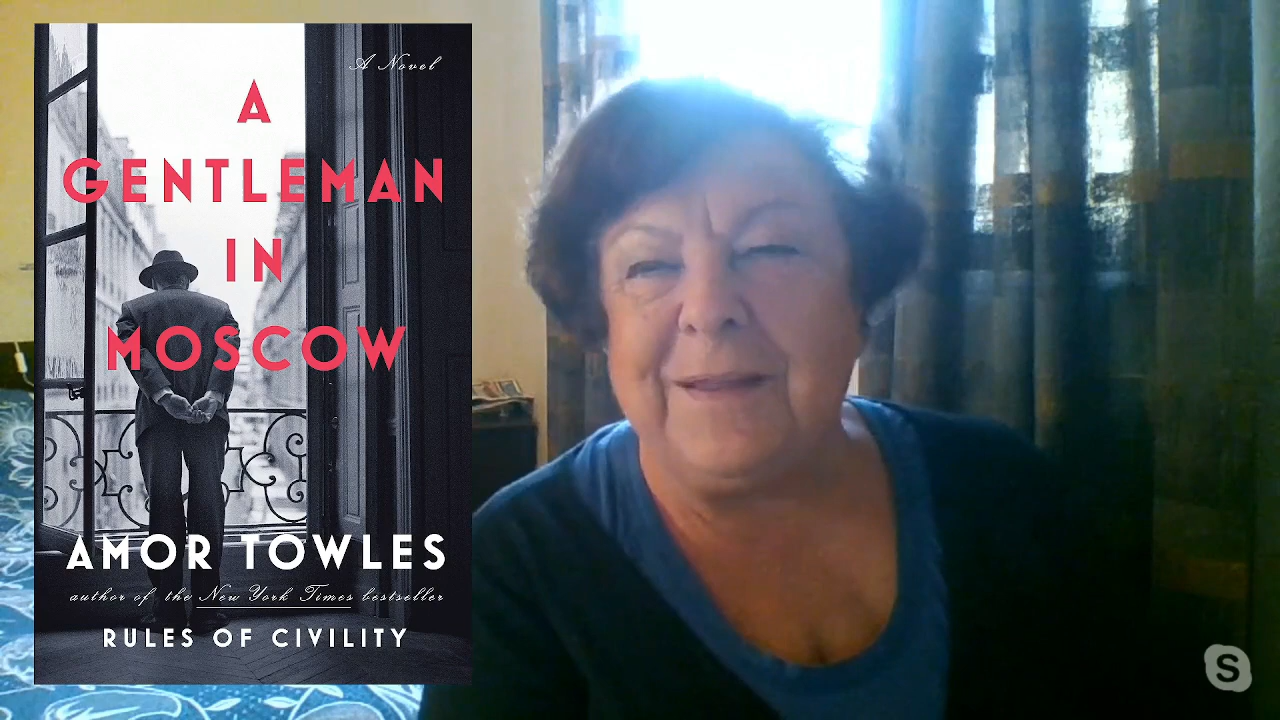 A Novel
A
GENTLEMAN
IN
MOSCOW
AMOR TOWLES
author of the New York Times bestseller
RULES OF CIVILITY
S